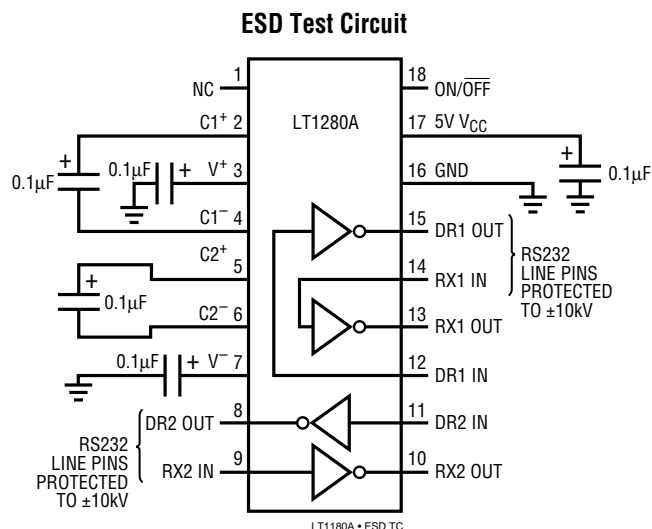 ESD Test Circuit
LT1280A
1
NC
18
ON/OFF
C1+ 2
17 5V VCC
0.1µF
+
0.1µF
+
V+ 3
16 GND
+
0.1µF
C1– 4
15
DR1 OUT
C2+
5
14
RX1 IN
RS232
LINE PINS
PROTECTED
TO ±10kV
+
0.1µF
C2– 6
13
RX1 OUT
0.1µF
+
V– 7
12
DR1 IN
8
DR2 OUT
11
DR2 IN
RS232
LINE PINS
PROTECTED
TO ±10kV
9
RX2 IN
10
RX2 OUT
LT1180A • ESD TC